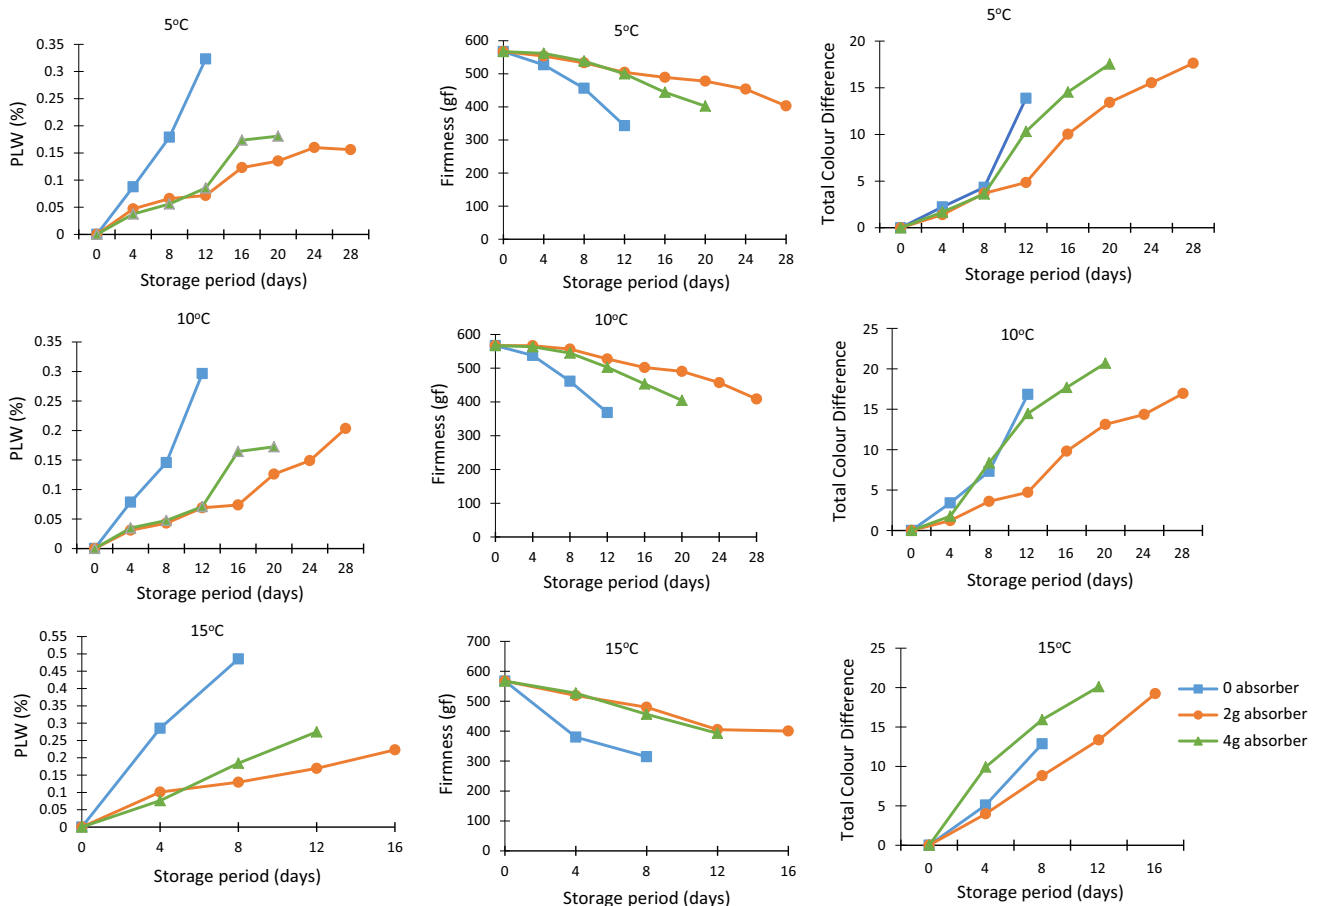 5°C
0.35
0.3
0.25
0.2
0.15
0.1
0.05
0
PLW (%)
0 4 8 12 16 20 24 28
Storage period (days)
5°C
600
500
400
300
200
100
0
Firmness (gf)
0 4 8 12 16 20 24 28
Storage period (days)
5°C
20
15
10
5
0
Total Colour Difference
0 4 8 12 16 20 24 28
Storage period (days)
10°C
0.35
0.3
0.25
0.2
0.15
0.1
0.05
0
PLW (%)
0 4 8 12 16 20 24 28
Storage period (days)
10°C
600
500
400
300
200
100
0
Firmness (gf)
0 4 8 12 16 20 24 28
Storage period (days)
10°C
25
20
15
10
5
0
Total Colour Difference
0 4 8 12 16 20 24 28
Storage period (days)
15°C
0.55
0.5
0.45
0.4
0.35
0.3
0.25
0.2
0.15
0.1
0.05
0
PLW (%)
0 4 8 12 16
Storage period (days)
15°C
700
600
500
400
300
200
100
0
Firmness (gf)
0 4 8 12 16
Storage period (days)
15°C
25
20
15
10
5
0
Total Colour Difference
0 4 8 12 16
Storage period (days)
0 absorber
2g absorber
4g absorber